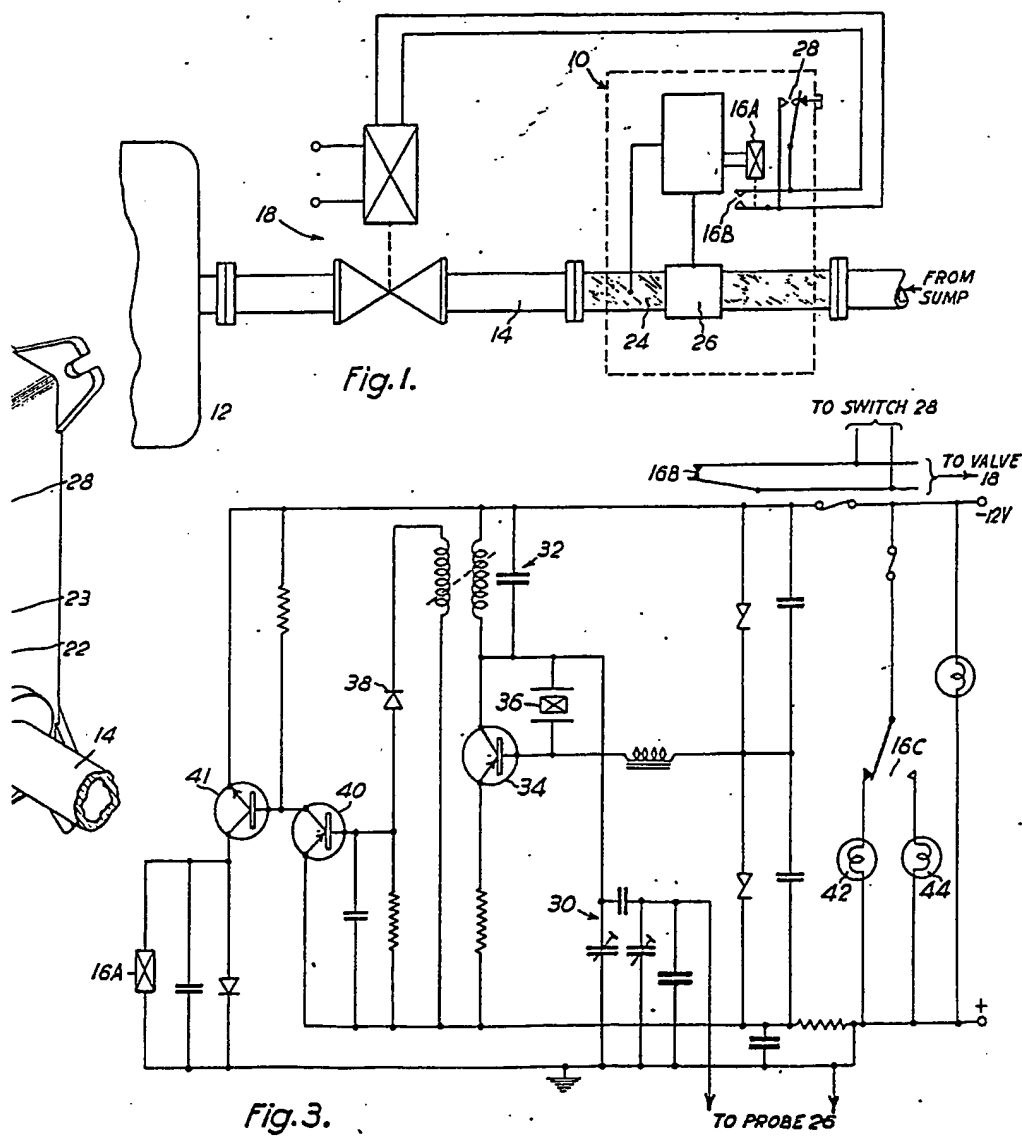 10
28
16A
18
16B
FROM
SUMP
14
24
26
Fig. 1.
12
TO SWITCH 28
16B
TO VALVE
18
-12V
28
32
23
22
38
36
16C
14
34
41
40
42
44
30
16A
+
Fig. 3.
TO PROBE 26